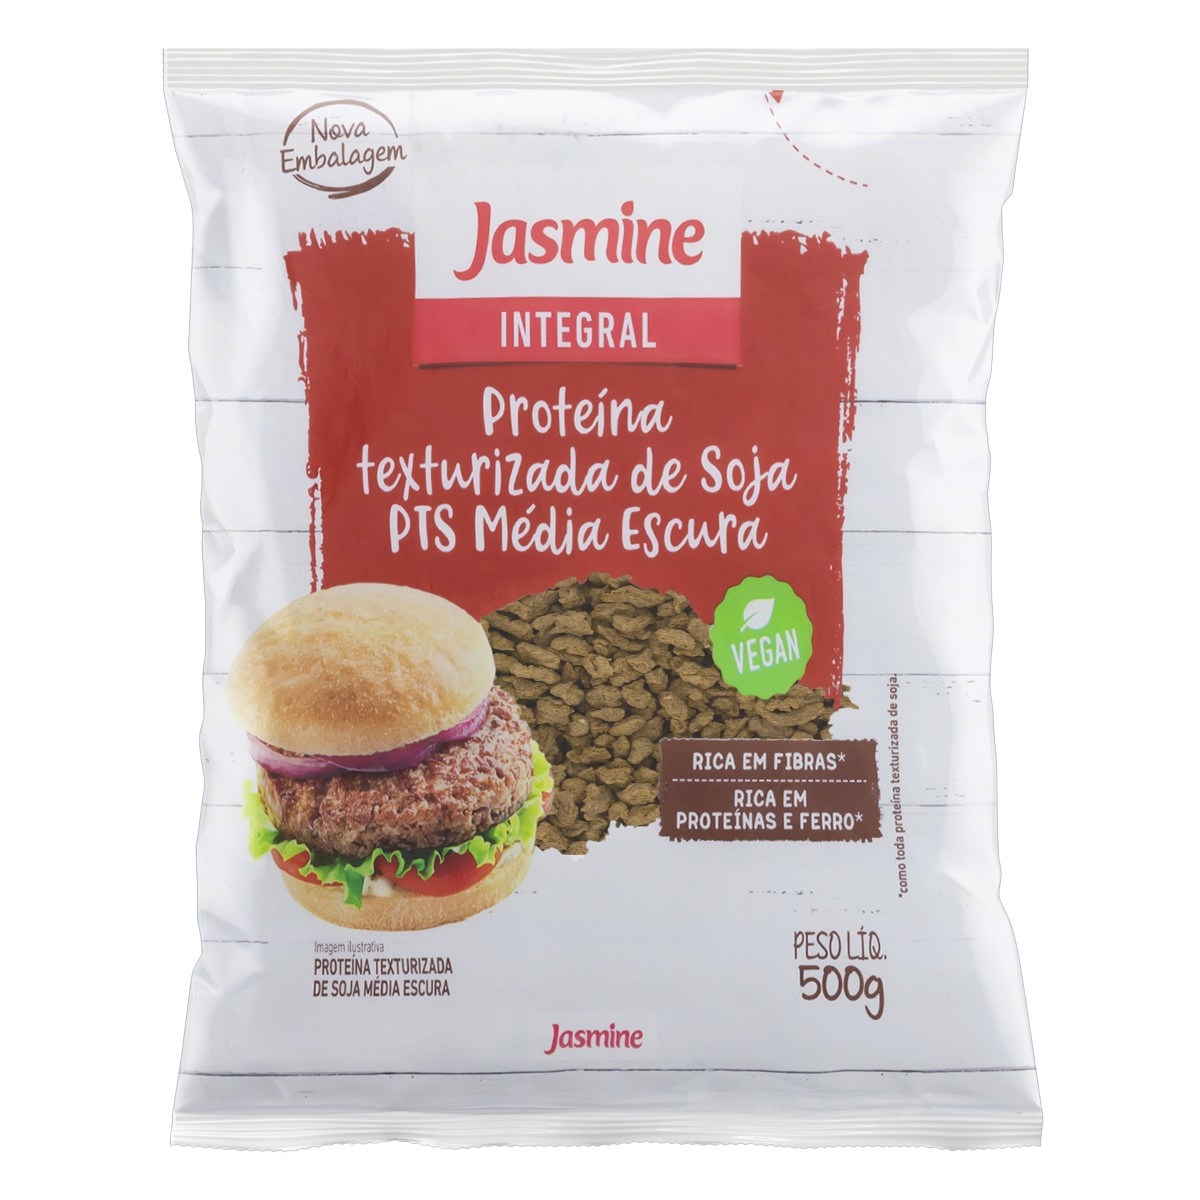 Nova
Embalagem
Jasmine
INTEGRAL
Proteína
texturizada de Soja
PTS Média Escura
VEGAN
RICA EM FIBRAS*
RICA EM
PROTEÍNAS E FERRO*
*como toda proteína texturizada de soja.
Imagem ilustrativa
PROTEÍNA TEXTURIZADA
DE SOJA MÉDIA ESCURA
PESO LÍQ.
500g
Jasmine